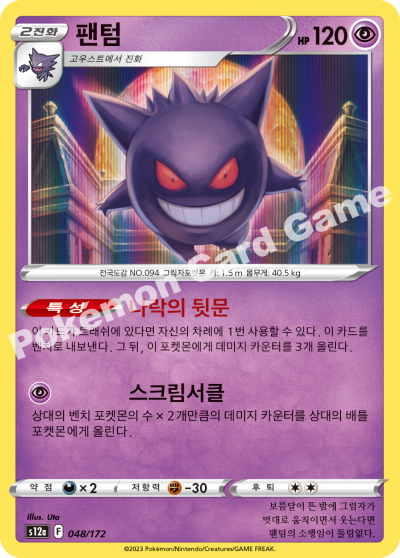 2진화
팬텀
HP 120
고우스트에서 진화
전국도감 NO.094 그림자포켓몬 키: 1.5 m 몸무게: 40.5 kg
특성 나락의 뒷문
이 카드가 트래쉬에 있다면 자신의 차례에 1번 사용할 수 있다. 이 카드를
벤치로 내보낸다. 그 뒤, 이 포켓몬에게 데미지 카운터를 3개 올린다.
스크림서클
상대의 벤치 포켓몬의 수 × 2개만큼의 데미지 카운터를 상대의 배틀
포켓몬에게 올린다.
약점 ×2 저항력 -30 후퇴
Illus. Uta
s12a F 048/172
보름달이 뜬 밤에 그림자가
멋대로 움직이면서 웃는다면
팬텀의 소행임이 틀림없다.
©2023 Pokémon/Nintendo/Creatures/GAME FREAK.
Pokémon Card Game